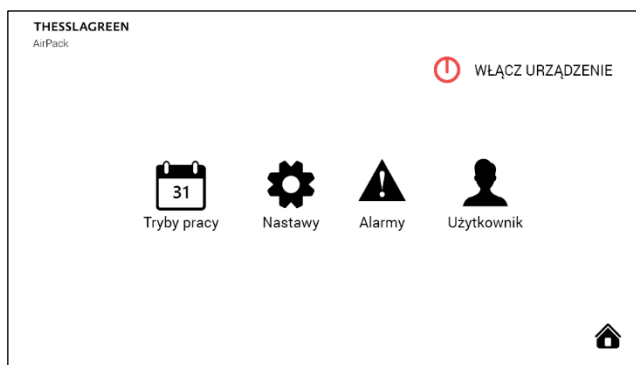 THESSLAGREEN
AirPack
WŁĄCZ URZĄDZENIE
31
Tryby pracy
Nastawy
Alarmy
Użytkownik